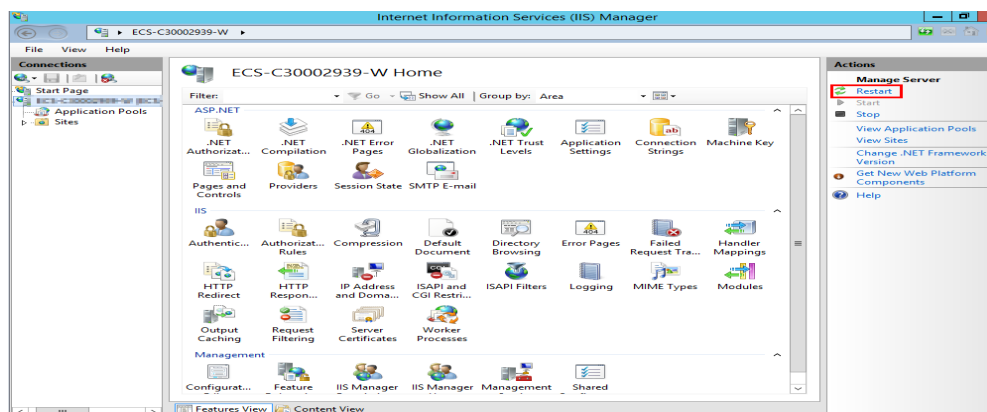 Internet Information Services (IIS) Manager
ECS-C30002939-W
File View Help
Connections
Start Page
Application Pools
Sites
ECS-C30002939-W Home
Filter: Go Show All Group by: Area
ASP.NET
.NET Authorizat...
.NET Compilation
.NET Error Pages
.NET Globalization
.NET Trust Levels
Application Settings
Connection Strings
Machine Key
Pages and Controls
Providers
Session State
SMTP E-mail
IIS
Authentic...
Authorizat... Rules
Compression
Default Document
Directory Browsing
Error Pages
Failed Request Tra...
Handler Mappings
HTTP Redirect
HTTP Respon...
IP Address and Doma...
ISAPI and CGI Restri...
ISAPI Filters
Logging
MIME Types
Modules
Output Caching
Request Filtering
Server Certificates
Worker Processes
Management
Configurat...
Feature
IIS Manager
IIS Manager
Management
Shared
Features View Content View
Actions
Manage Server
Restart
Start
Stop
View Application Pools
View Sites
Change .NET Framework
Version
Get New Web Platform
Components
Help